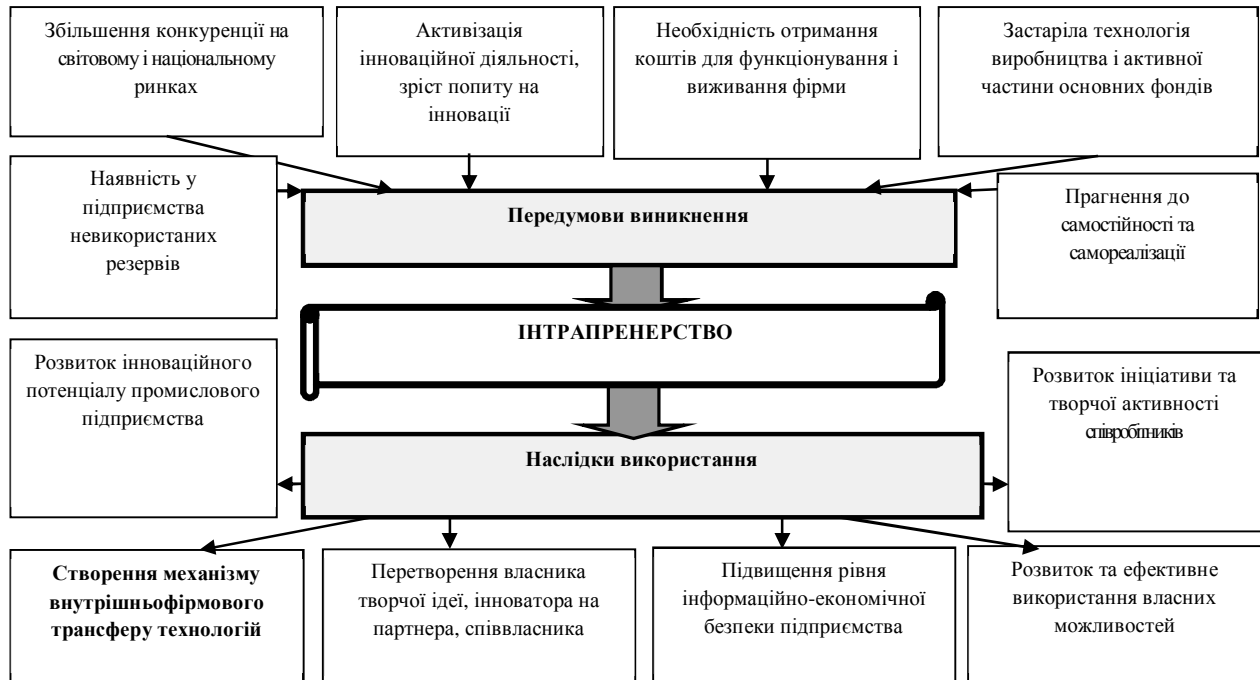 Збільшення конкуренції на
світовому і національному
ринках
Активізація
інноваційної діяльності,
зріст попиту на
інновації
Необхідність отримання
коштів для функціонування і
виживання фірми
Застаріла технологія
виробництва і активної
частини основних фондів
Наявність у
підприємства
невикористаних
резервів
Передумови виникнення
Прагнення до
самостійності та
самореалізації
ІНТРАПРЕНЕРСТВО
Розвиток інноваційного
потенціалу промислового
підприємства
Розвиток ініціативи та
творчої активності
співробітників
Наслідки використання
Створення механізму
внутрішньофірмового
трансферу технологій
Перетворення власника
творчої ідеї, інноватора на
партнера, співвласника
Підвищення рівня
інформаційно-економічної
безпеки підприємства
Розвиток та ефективне
використання власних
можливостей